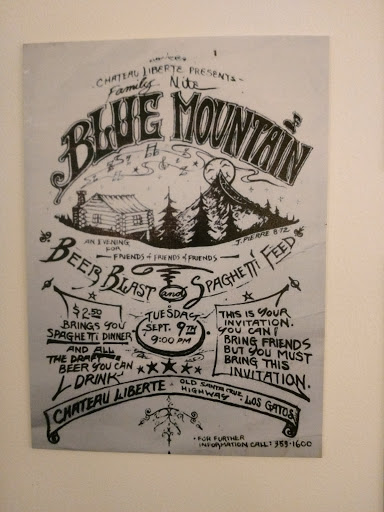 CHATEAU LIBERTE PRESENTS-
Family Nite
BLUE MOUNTAIN
J. PIERRE 8·72
AN EVENING
FOR
FRIENDS & FRIENDS & FRIENDS
BEER BLAST and SPAGHETTI FEED
$2.50
BRINGS YOU
SPAGHETTI DINNER
AND ALL
THE DRAFT
BEER YOU CAN
DRINK
TUESDAY
SEPT. 9TH
9:00 PM
THIS IS YOUR
INVITATION.
YOU CAN
BRING FRIENDS
BUT YOU MUST
BRING THIS
INVITATION.
CHATEAU LIBERTE · OLD SANTA CRUZ HIGHWAY · LOS GATOS
· FOR FURTHER
INFORMATION CALL: 353·1600